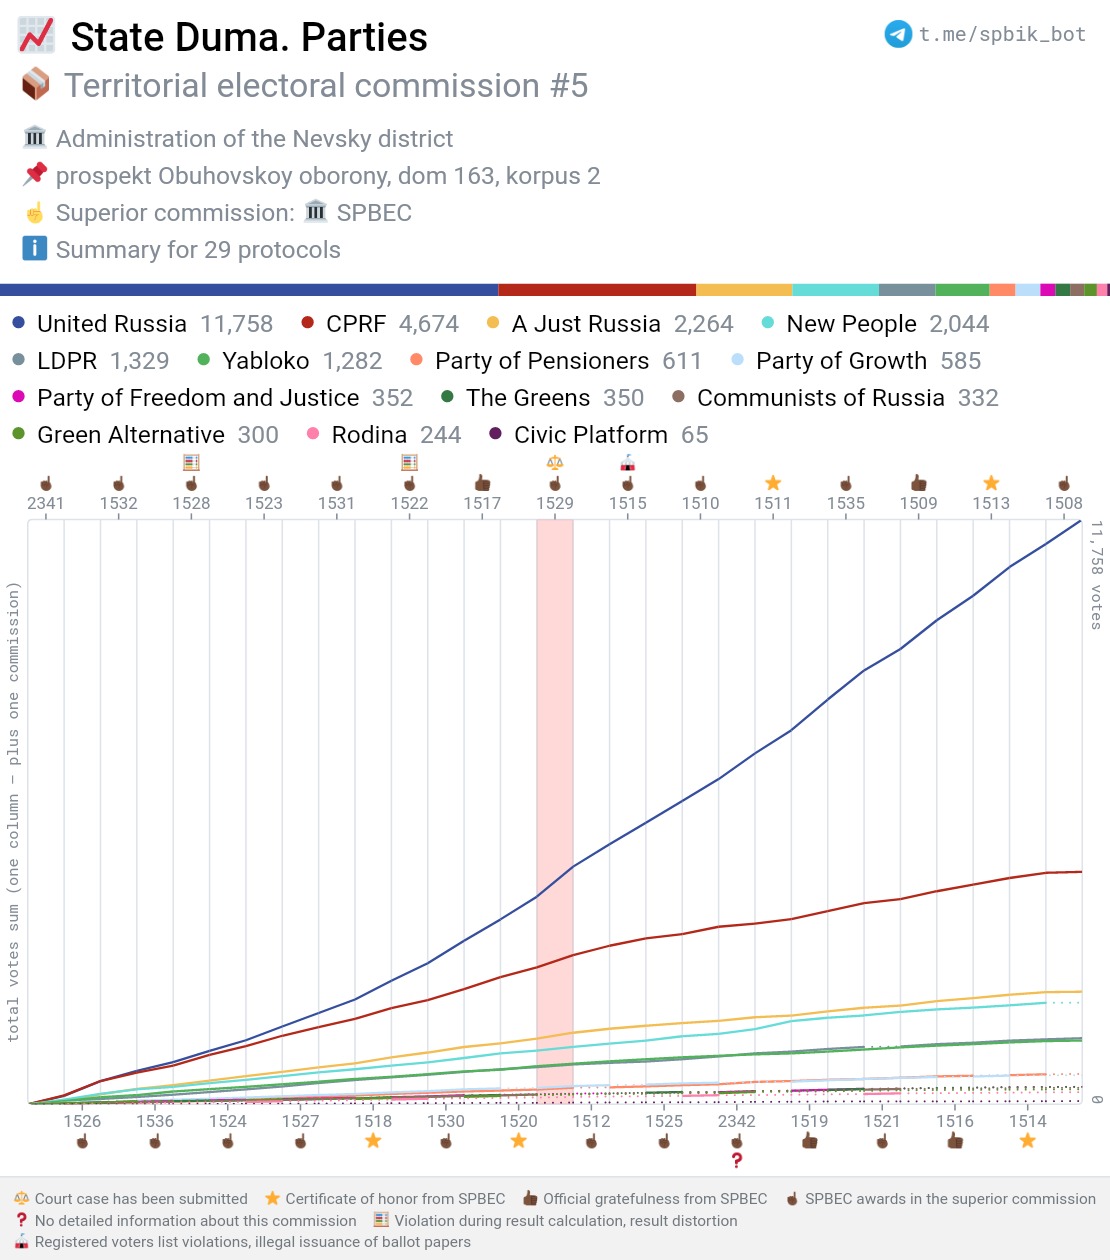 State Duma. Parties
t.me/spbik_bot
Territorial electoral commission #5
Administration of the Nevsky district
prospekt Obuhovskoy oborony, dom 163, korpus 2
Superior commission: SPBEC
Summary for 29 protocols
United Russia 11,758 CPRF 4,674 A Just Russia 2,264 New People 2,044
LDPR 1,329 Yabloko 1,282 Party of Pensioners 611 Party of Growth 585
Party of Freedom and Justice 352 The Greens 350 Communists of Russia 332
Green Alternative 300 Rodina 244 Civic Platform 65
2341 1532 1528 1523 1531 1522 1517 1529 1515 1510 1511 1535 1509 1513 1508
total votes sum (one column – plus one commission)
11,758 votes
0
1526 1536 1524 1527 1518 1530 1520 1512 1525 2342 1519 1521 1516 1514
Court case has been submitted Certificate of honor from SPBEC Official gratefulness from SPBEC SPBEC awards in the superior commission
No detailed information about this commission Violation during result calculation, result distortion
Registered voters list violations, illegal issuance of ballot papers